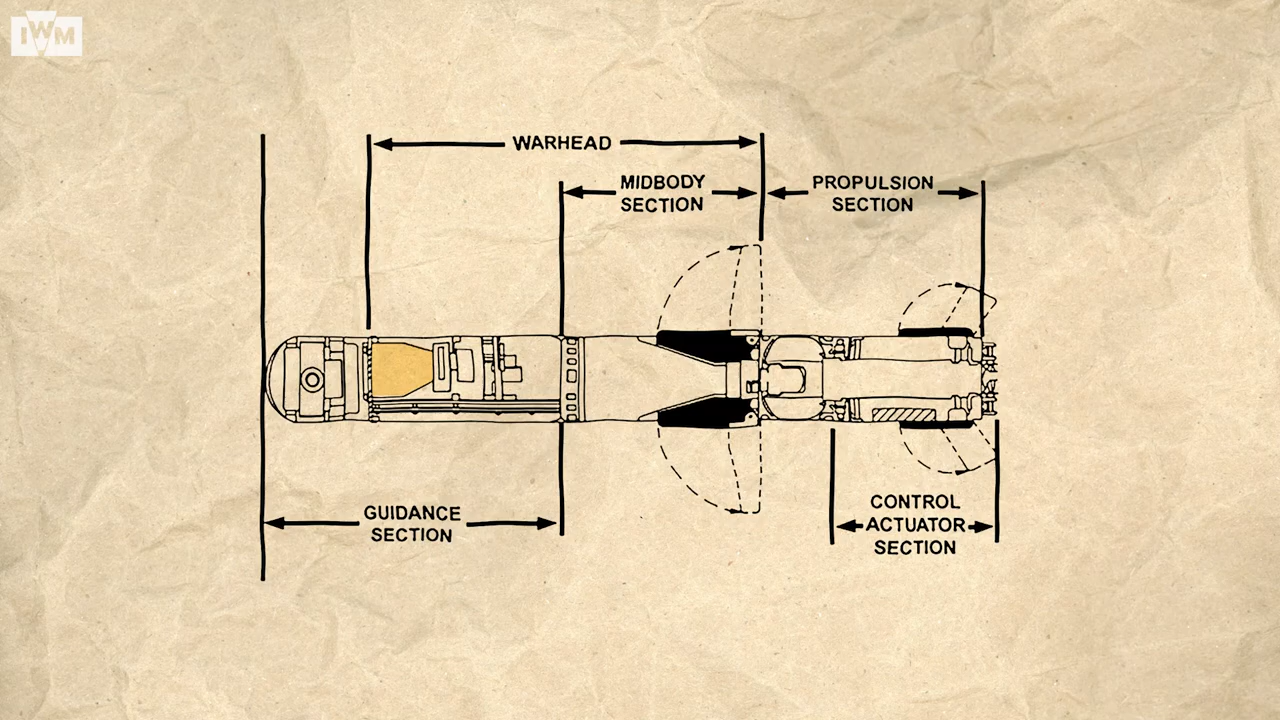 IWM
WARHEAD
MIDBODY
SECTION
PROPULSION
SECTION
GUIDANCE
SECTION
CONTROL
ACTUATOR
SECTION